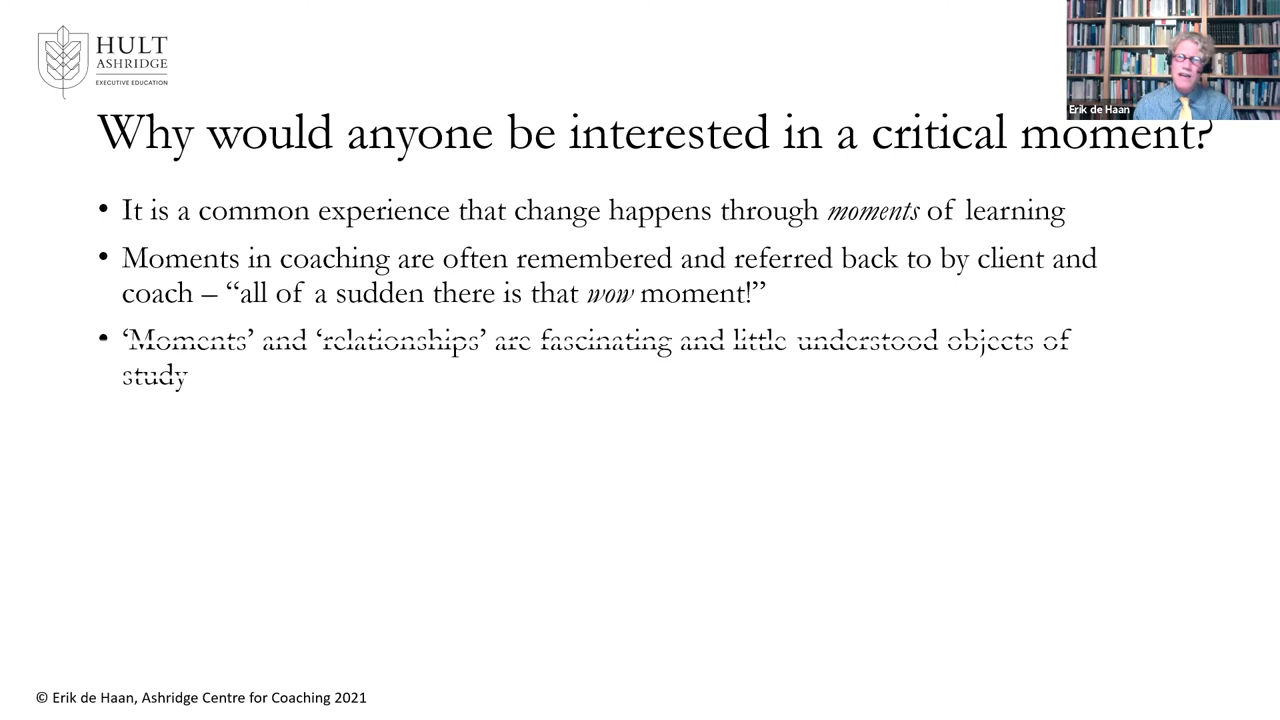 HULT
ASHRIDGE
EXECUTIVE EDUCATION
Erik de Haan
Why would anyone be interested in a critical moment?
• It is a common experience that change happens through moments of learning
• Moments in coaching are often remembered and referred back to by client and
coach – “all of a sudden there is that wow moment!”
• ‘Moments’ and ‘relationships’ are fascinating and little understood objects of
study
© Erik de Haan, Ashridge Centre for Coaching 2021